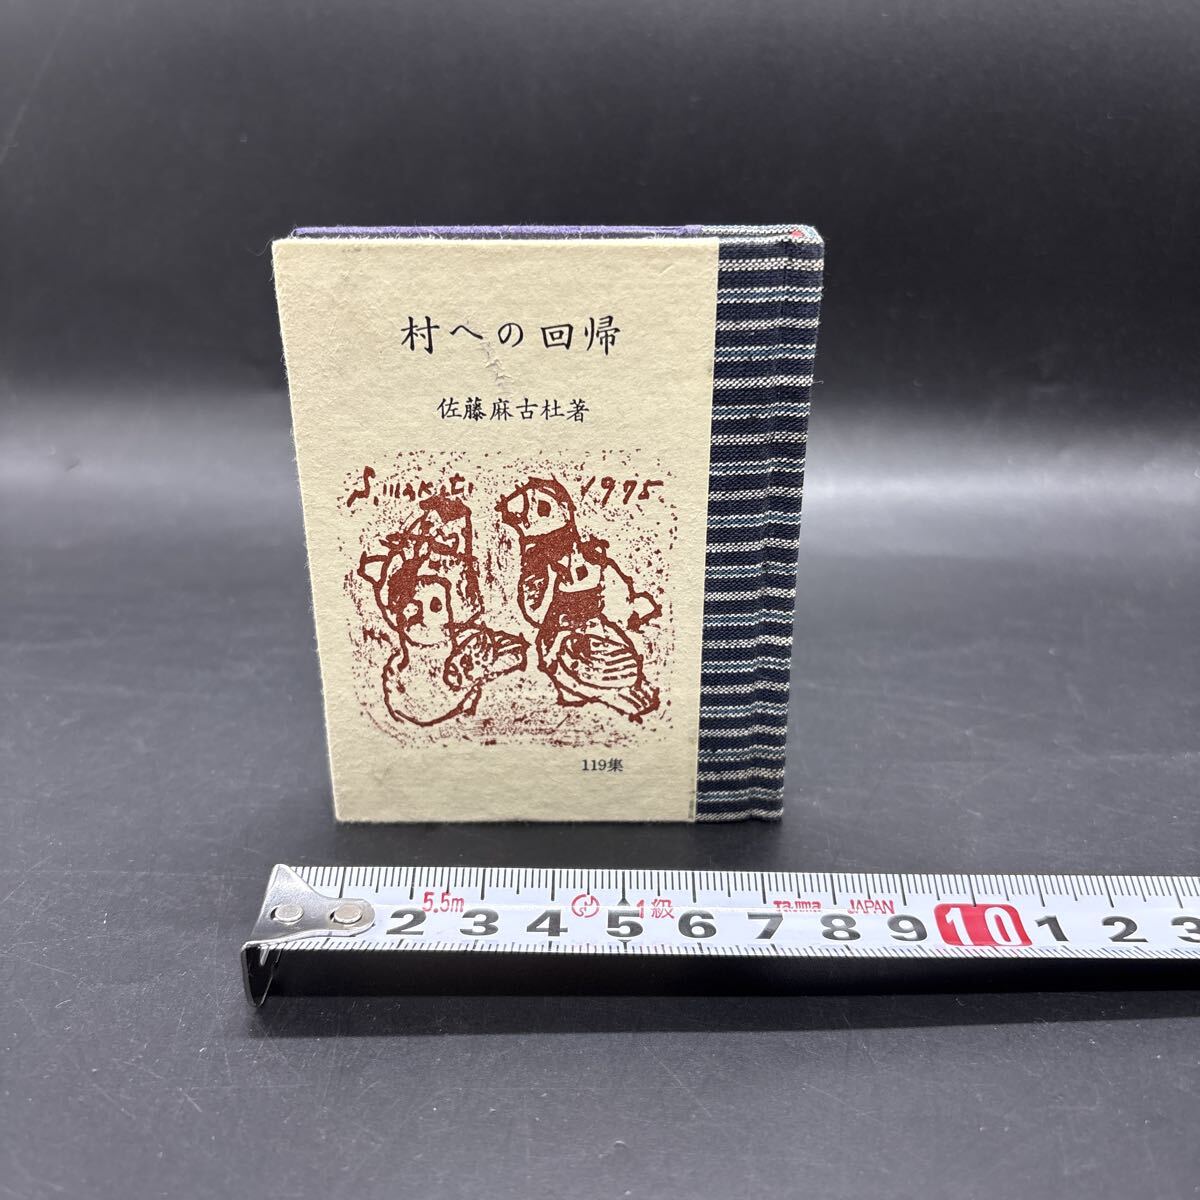 村への回帰
佐藤麻古杜著
S. makoto 1975.
119集
5.5m 1級 Tajima JAPAN
2 3 4 5 6 7 8 9 10 1 2 3